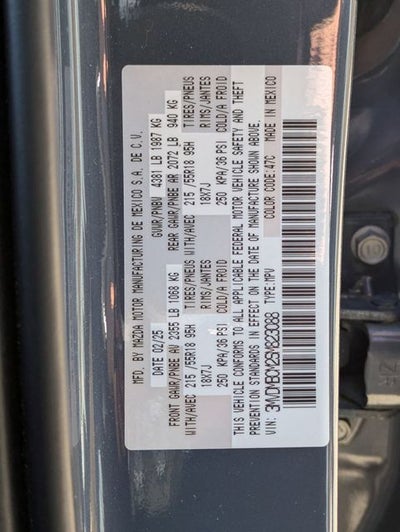 MFD. BY MAZDA MOTOR MANUFACTURING DE MEXICO S.A. DE C.V.
DATE 02/25 GVWR/PNBV 4381 LB 1987 KG
FRONT GAWR/PNBE AV 2355 LB 1068 KG REAR GAWR/PNBE AR 2072 LB 940 KG
WITH/AVEC 215 /55R18 95H TIRES/PNEUS WITH/AVEC 215 /55R18 95H TIRES/PNEUS
18X7J RIMS/JANTES 18X7J RIMS/JANTES
250 KPA/36 PSI COLD/A FROID 250 KPA/36 PSI COLD/A FROID
THIS VEHICLE CONFORMS TO ALL APPLICABLE FEDERAL MOTOR VEHICLE SAFETY AND THEFT
PREVENTION STANDARDS IN EFFECT ON THE DATE OF MANUFACTURE SHOWN ABOVE.
VIN: TYPE: MPV COLOR CODE: 47C MADE IN MEXICO